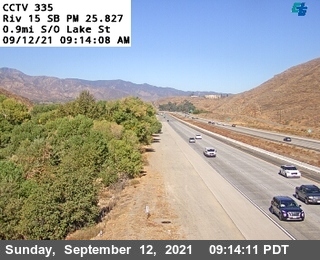 CCTV 335
Riv 15 SB PM 25.827
0.9mi S/O Lake St
09/12/21 09:14:08 AM
Sunday, September 12, 2021 09:14:11 PDT